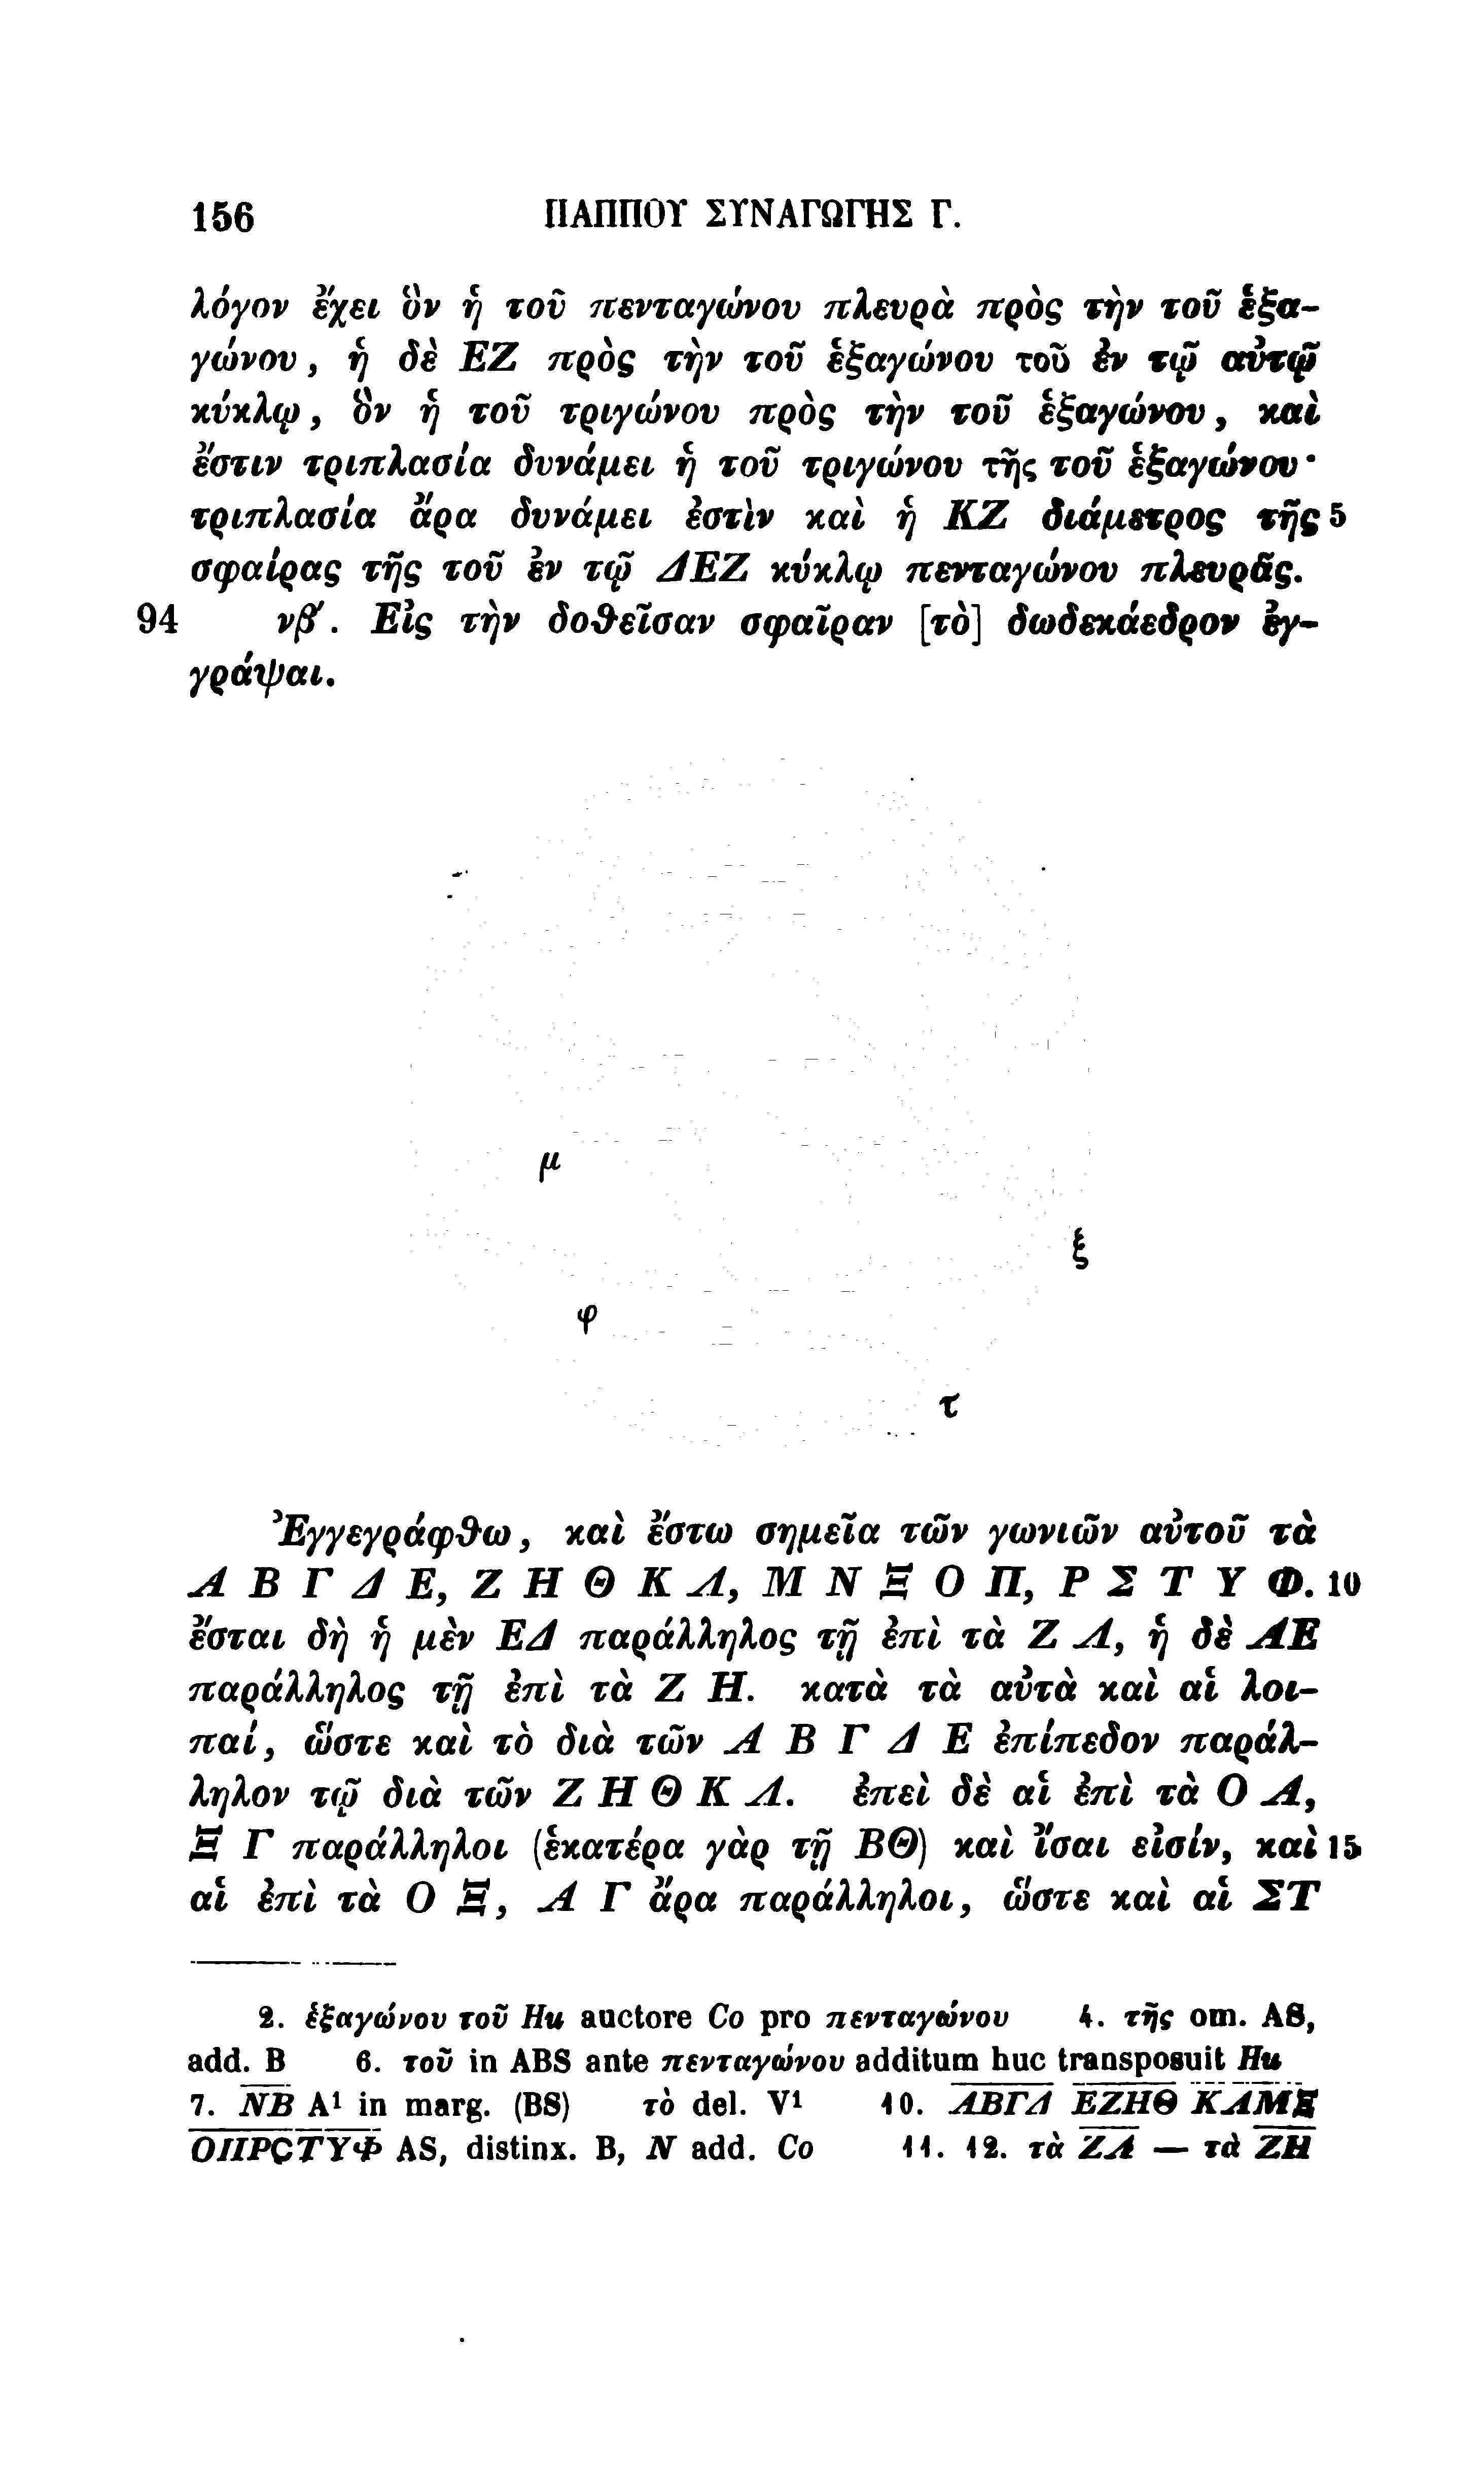 156 ΠΑΠΠΟΥ ΣΥΝΑΓΩΓΗΣ Γ.
λόγον ἔχει ὃν ἡ τοῦ πενταγώνου πλευρὰ πρὸς τὴν τοῦ ἑξα-
γώνου, ἡ δὲ ΕΖ πρὸς τὴν τοῦ ἑξαγώνου τοῦ ἐν τῷ αὐτῷ
κύκλῳ, ὃν ἡ τοῦ τριγώνου πρὸς τὴν τοῦ ἑξαγώνου, καὶ
ἔστιν τριπλασία δυνάμει ἡ τοῦ τριγώνου τῆς τοῦ ἑξαγώνου·
τριπλασία ἄρα δυνάμει ἐστὶν καὶ ἡ ΚΖ διάμετρος τῆς 5
σφαίρας τῆς τοῦ ἐν τῷ ΔΕΖ κύκλῳ πενταγώνου πλευρᾶς.
94 νβʹ. Εἰς τὴν δοθεῖσαν σφαῖραν [τὸ] δωδεκάεδρον ἐγ-
γράψαι.
μ
ξ
φ
τ
Ἐγγεγράφθω, καὶ ἔστω σημεῖα τῶν γωνιῶν αὐτοῦ τὰ
Α Β Γ Δ Ε, Ζ Η Θ Κ Λ, Μ Ν Ξ Ο Π, Ρ Σ Τ Υ Φ. 10
ἔσται δὴ ἡ μὲν ΕΔ παράλληλος τῇ ἐπὶ τὰ Ζ Λ, ἡ δὲ ΑΕ
παράλληλος τῇ ἐπὶ τὰ Ζ Η. κατὰ τὰ αὐτὰ καὶ αἱ λοι-
παί, ὥστε καὶ τὸ διὰ τῶν Α Β Γ Δ Ε ἐπίπεδον παράλ-
ληλον τῷ διὰ τῶν Ζ Η Θ Κ Λ. ἐπεὶ δὲ αἱ ἐπὶ τὰ Ο Α,
Ξ Γ παράλληλοι (ἑκατέρα γὰρ τῇ ΒΘ) καὶ ἴσαι εἰσίν, καὶ 15
αἱ ἐπὶ τὰ Ο Ξ, Α Γ ἄρα παράλληλοι, ὥστε καὶ αἱ ΣΤ
2. ἑξαγώνου τοῦ Hu auctore Co pro πενταγώνου 4. τῆς om. AS,
add. B 6. τοῦ in ABS ante πενταγώνου additum huc transposuit Hu
7. ΝΒ A¹ in marg. (BS) τὸ del. V¹ 10. ΑΒΓΔ ΕΖΗΘ ΚΛΜΞ
ΟΠΡϹΤΥΦ AS, distinx. B, Ν add. Co 11. 12. τὰ ΖΛ — τὰ ΖΗ